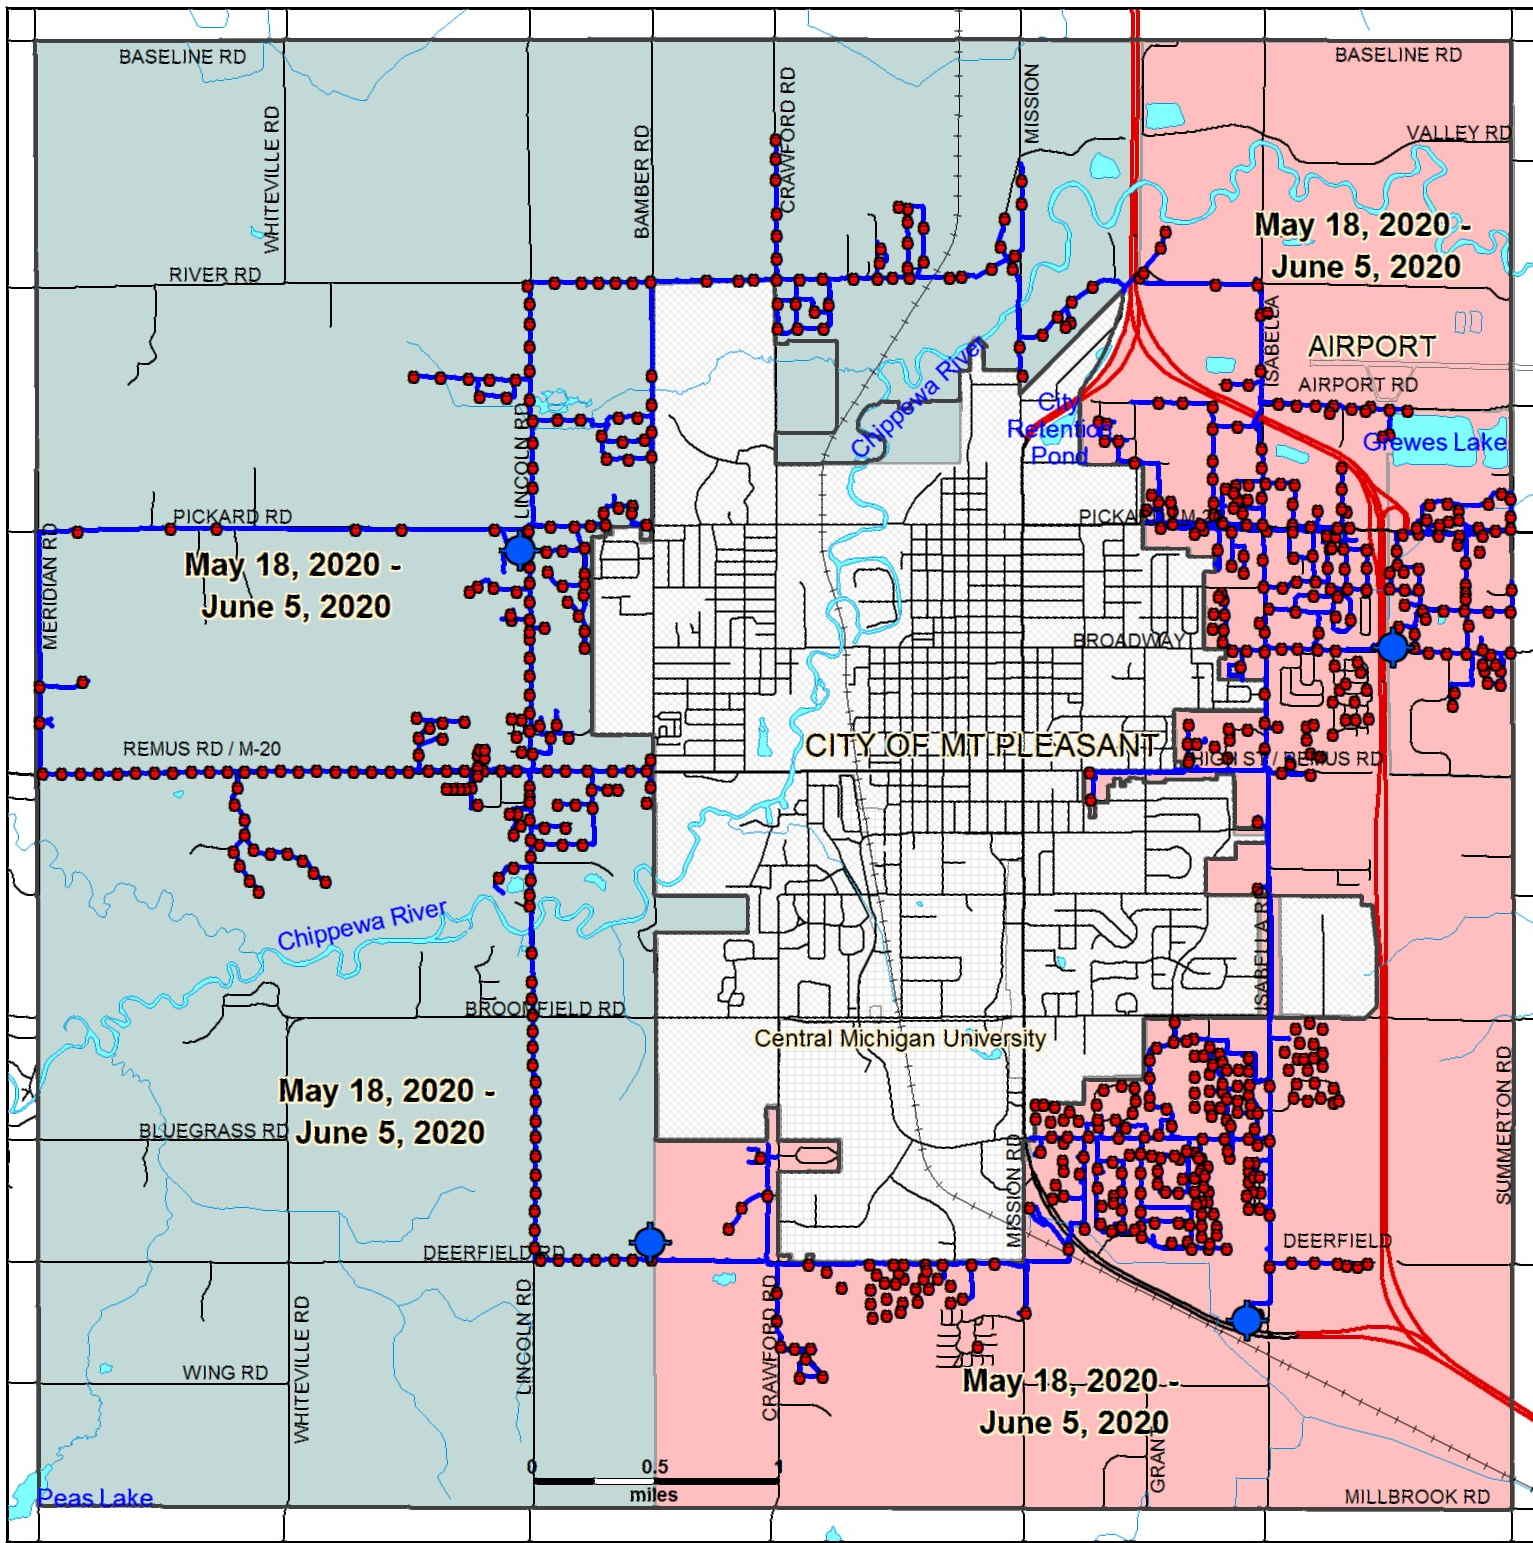 BASELINE RD
BASELINE RD
WHITEVILLE RD
BAMBER RD
CRAWFORD RD
MISSION
VALLEY RD
May 18, 2020 -
June 5, 2020
RIVER RD
ISABELLA
AIRPORT
AIRPORT RD
Chippewa River
City
Retention
Pond
Grewes Lake
LINCOLN RD
PICKARD RD
PICKARD / M-20
MERIDIAN RD
May 18, 2020 -
June 5, 2020
BROADWAY
CITY OF MT PLEASANT
REMUS RD / M-20
HIGH ST / REMUS RD
Chippewa River
ISABELLA RD
BROOMFIELD RD
Central Michigan University
May 18, 2020 -
June 5, 2020
BLUEGRASS RD
MISSION RD
SUMMERTON RD
DEERFIELD RD
DEERFIELD
WHITEVILLE RD
LINCOLN RD
CRAWFORD RD
WING RD
May 18, 2020 -
June 5, 2020
GRANT
0 0.5 1
miles
Peas Lake
MILLBROOK RD